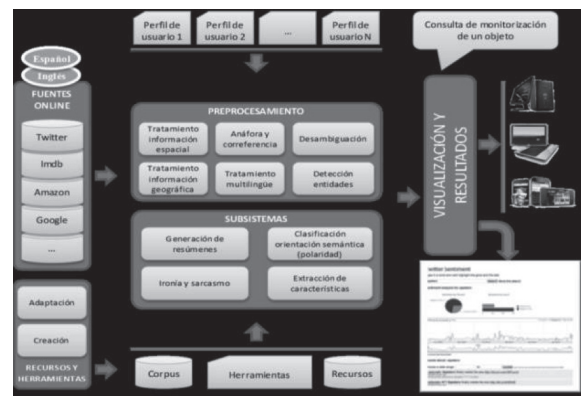 Perfil de
usuario 1
Perfil de
usuario 2
...
Perfil de
usuario N
Consulta de monitorización
de un objeto
Español
Inglés
FUENTES
ONLINE
Twitter
Imdb
Amazon
Google
...
PREPROCESAMIENTO
Tratamiento
información
espacial
Anáfora y
correferencia
Desambiguación
Tratamiento
información
geográfica
Tratamiento
multilingüe
Detección
entidades
SUBSISTEMAS
Generación de
resúmenes
Clasificación
orientación semántica
(polaridad)
Ironía y sarcasmo
Extracción de
características
VISUALIZACIÓN Y
RESULTADOS
Twitter Sentiment
Adaptación
Creación
RECURSOS Y
HERRAMIENTAS
Corpus
Herramientas
Recursos